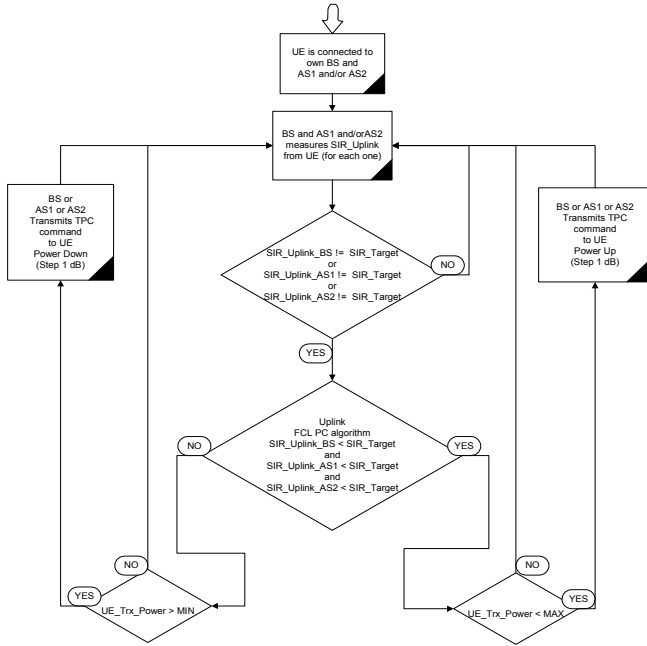 UE is connected to
own BS and
AS1 and/or AS2
BS and AS1 and/orAS2
measures SIR_Uplink
from UE (for each one)
BS or
AS1 or AS2
Transmits TPC
command
to UE
Power Down
(Step 1 dB)
BS or AS1 or AS2
Transmits TPC
command
to UE
Power Up
(Step 1 dB)
SIR_Uplink_BS != SIR_Target
or
SIR_Uplink_AS1 != SIR_Target
or
SIR_Uplink_AS2 != SIR_Target
NO
YES
Uplink
FCL PC algorithm
SIR_Uplink_BS < SIR_Target
and
SIR_Uplink_AS1 < SIR_Target
and
SIR_Uplink_AS2 < SIR_Target
NO
YES
NO
YES
UE_Trx_Power > MIN
NO
YES
UE_Trx_Power < MAX